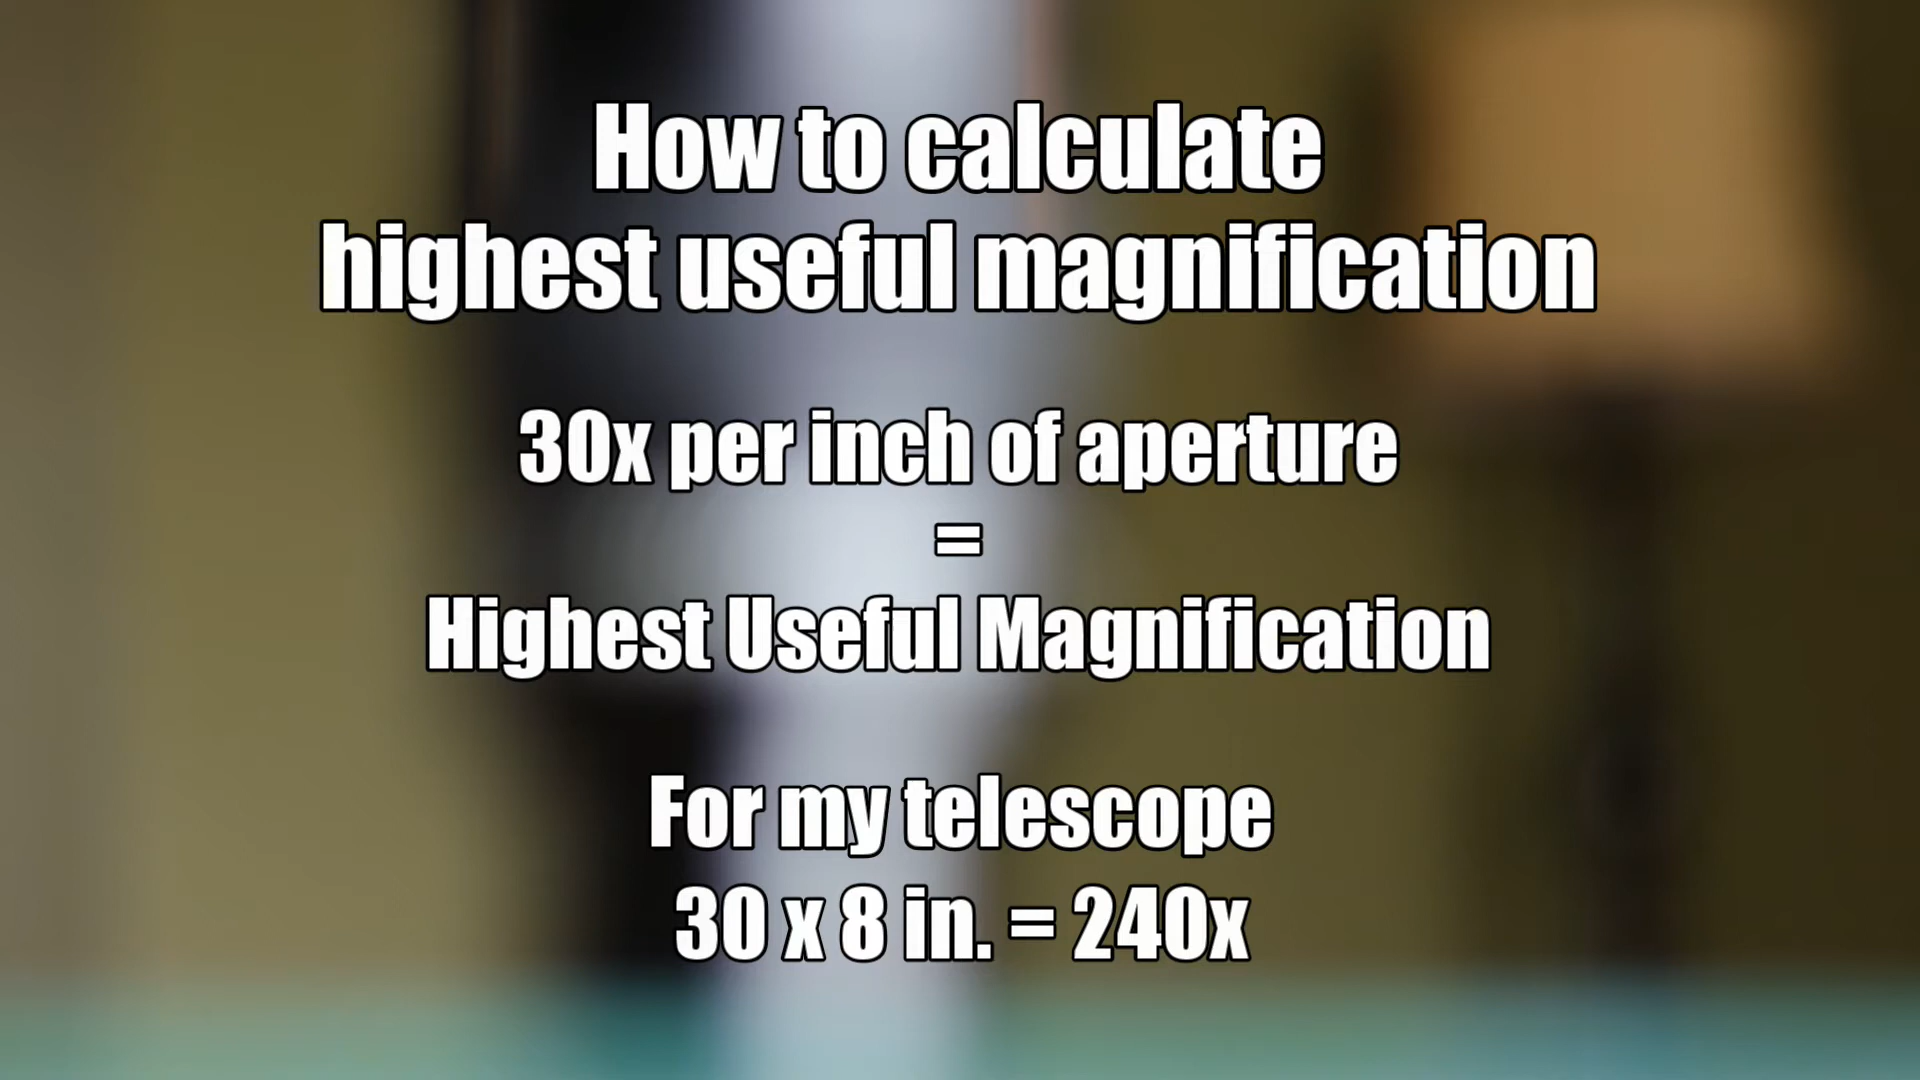 How to calculate
highest useful magnification
30x per inch of aperture
=
Highest Useful Magnification
For my telescope
30 x 8 in. = 240x